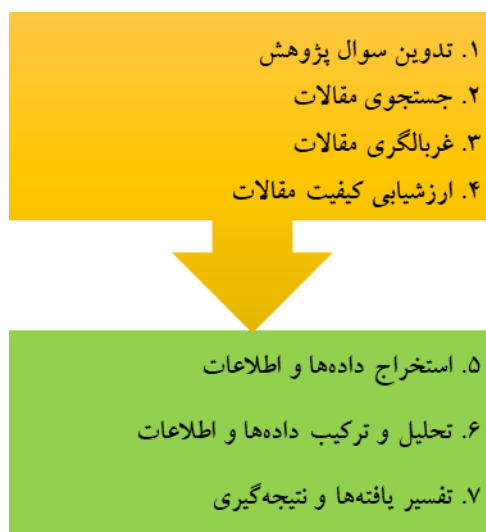 ۱. تدوین سوال پژوهش
۲. جستجوی مقالات
۳. غربالگری مقالات
۴. ارزشیابی کیفیت مقالات
۵. استخراج داده‌ها و اطلاعات
۶. تحلیل و ترکیب داده‌ها و اطلاعات
۷. تفسیر یافته‌ها و نتیجه‌گیری